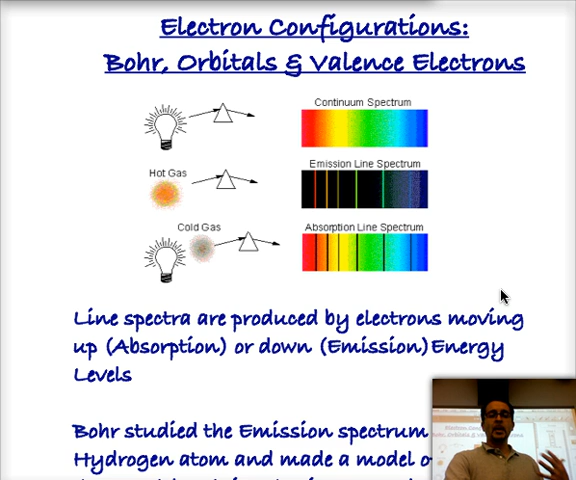 Electron Configurations:
Bohr, Orbitals & Valence Electrons
Continuum Spectrum
Emission Line Spectrum
Hot Gas
Cold Gas
Absorption Line Spectrum
Line spectra are produced by electrons moving
up (Absorption) or down (Emission) Energy
Levels
Bohr studied the Emission spectrum
Hydrogen atom and made a model